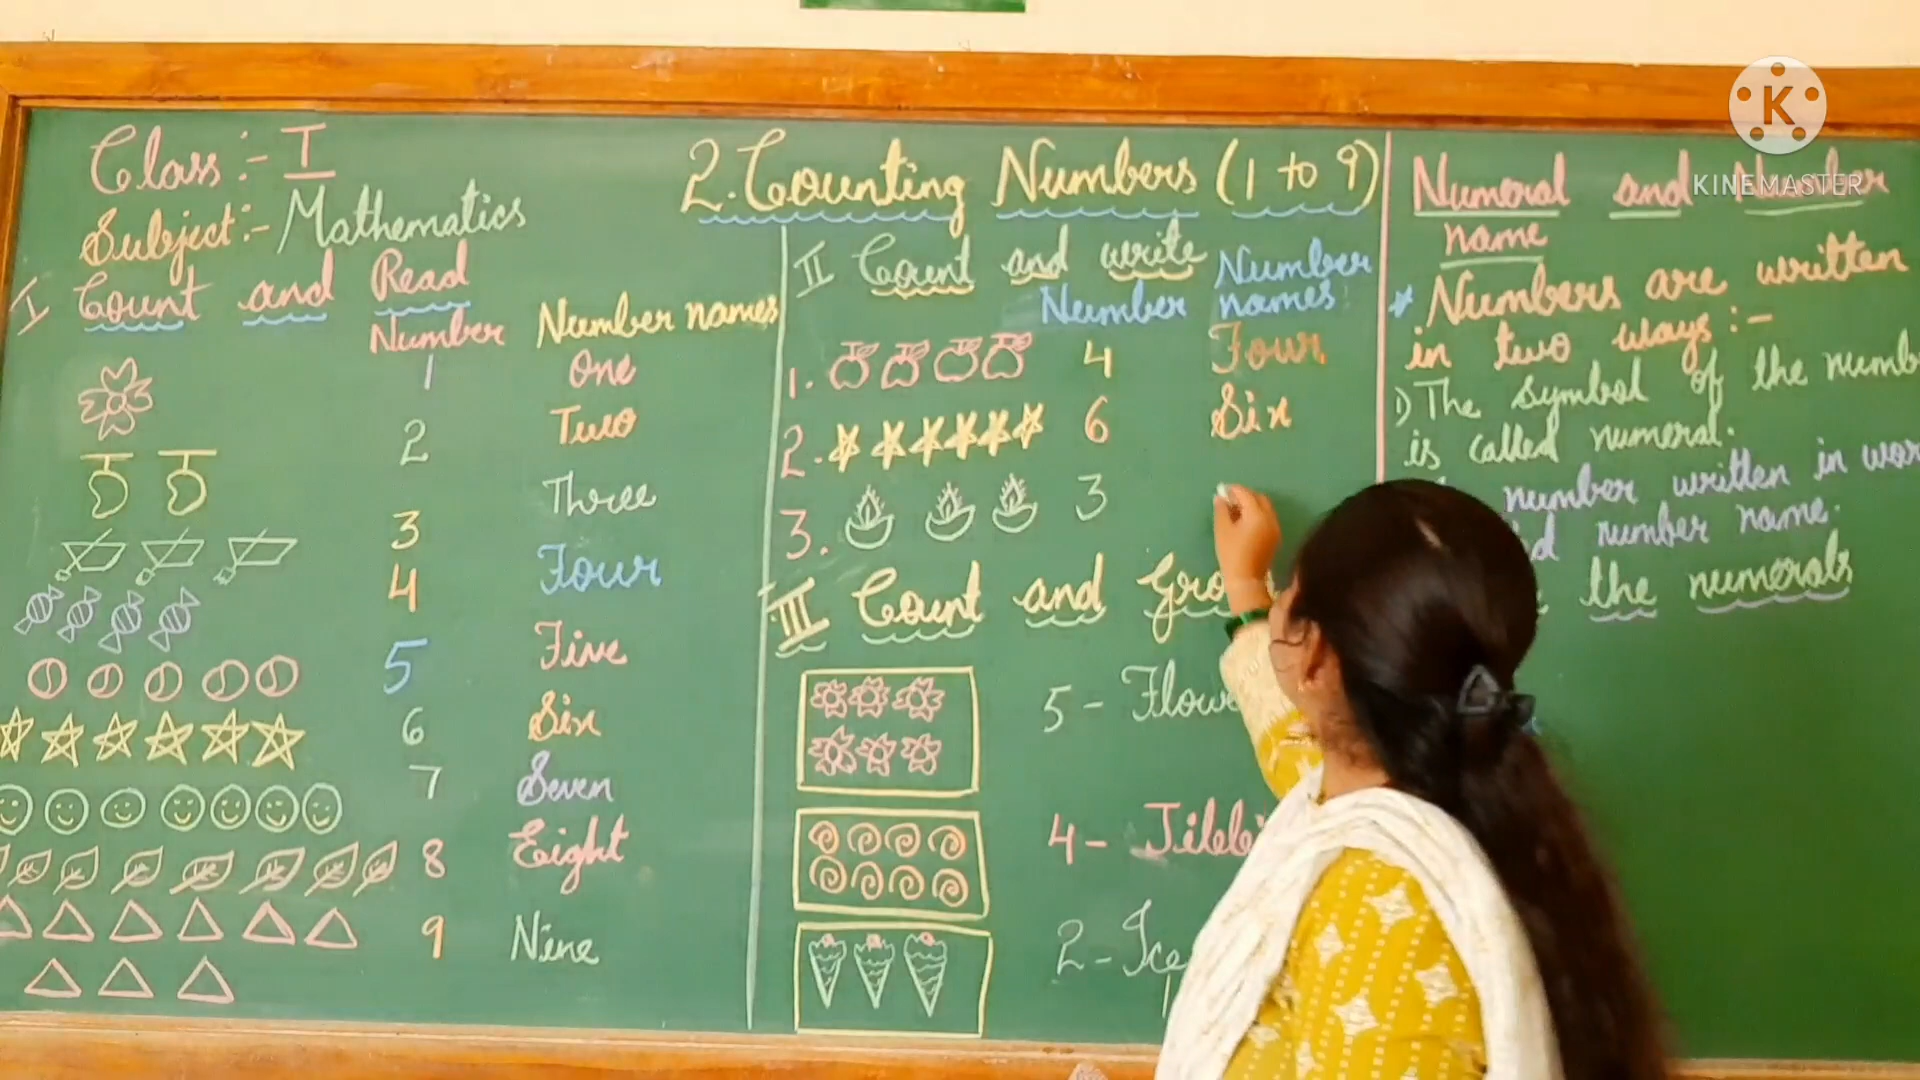 Class:- I
Subject:- Mathematics
I Count and Read
Number Number names
1 One
2 Two
3 Three
4 Four
5 Five
6 Six
7 Seven
8 Eight
9 Nine
2. Counting Numbers (1 to 9)
II Count and write
Number Number names
1. 4 Four
2. 6 Six
3. 3
III Count and
5 -
4 -
2 - Ice
Numeral and Number
name
* Numbers are written
in two ways :-
1) The symbol of the
is called numeral.
number written in
number name.
the numerals
K
KINEMASTER